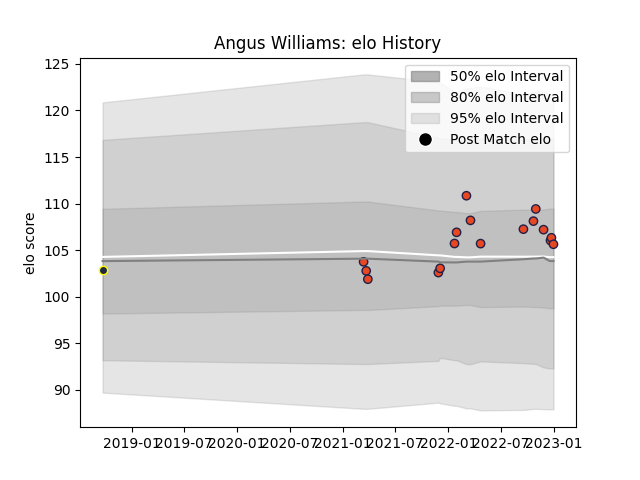 Angus Williams: elo History
50% elo Interval
80% elo Interval
95% elo Interval
Post Match elo
elo score
125
120
115
110
105
100
95
90
2019-01 2019-07 2020-01 2020-07 2021-01 2021-07 2022-01 2022-07 2023-01